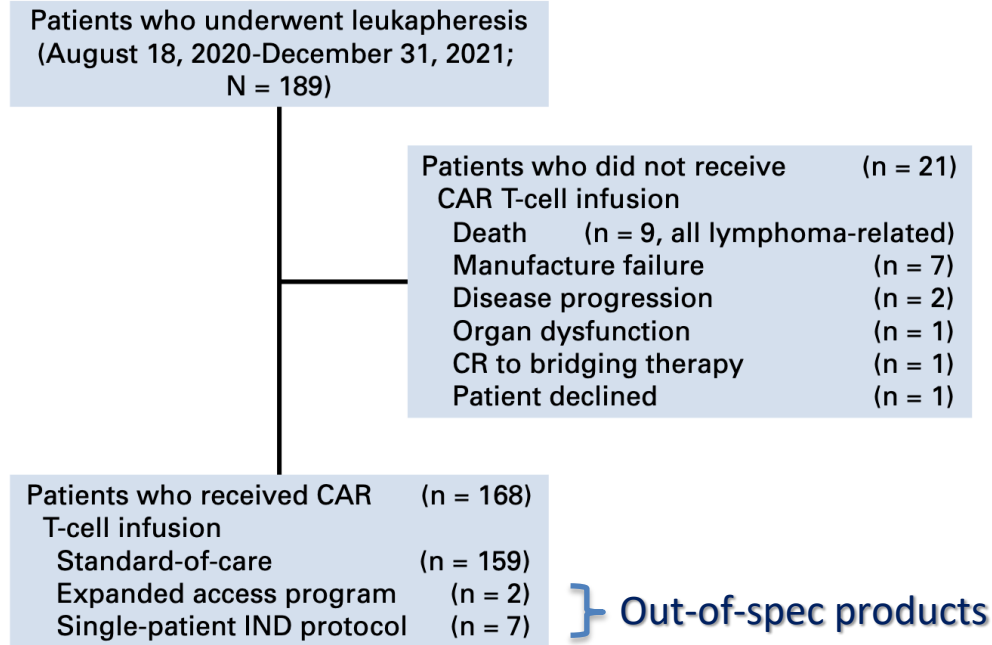 Patients who underwent leukapheresis
(August 18, 2020-December 31, 2021;
N = 189)
Patients who did not receive (n = 21)
CAR T-cell infusion
Death (n = 9, all lymphoma-related)
Manufacture failure (n = 7)
Disease progression (n = 2)
Organ dysfunction (n = 1)
CR to bridging therapy (n = 1)
Patient declined (n = 1)
Patients who received CAR (n = 168)
T-cell infusion
Standard-of-care (n = 159)
Expanded access program (n = 2)
Single-patient IND protocol (n = 7)
Out-of-spec products